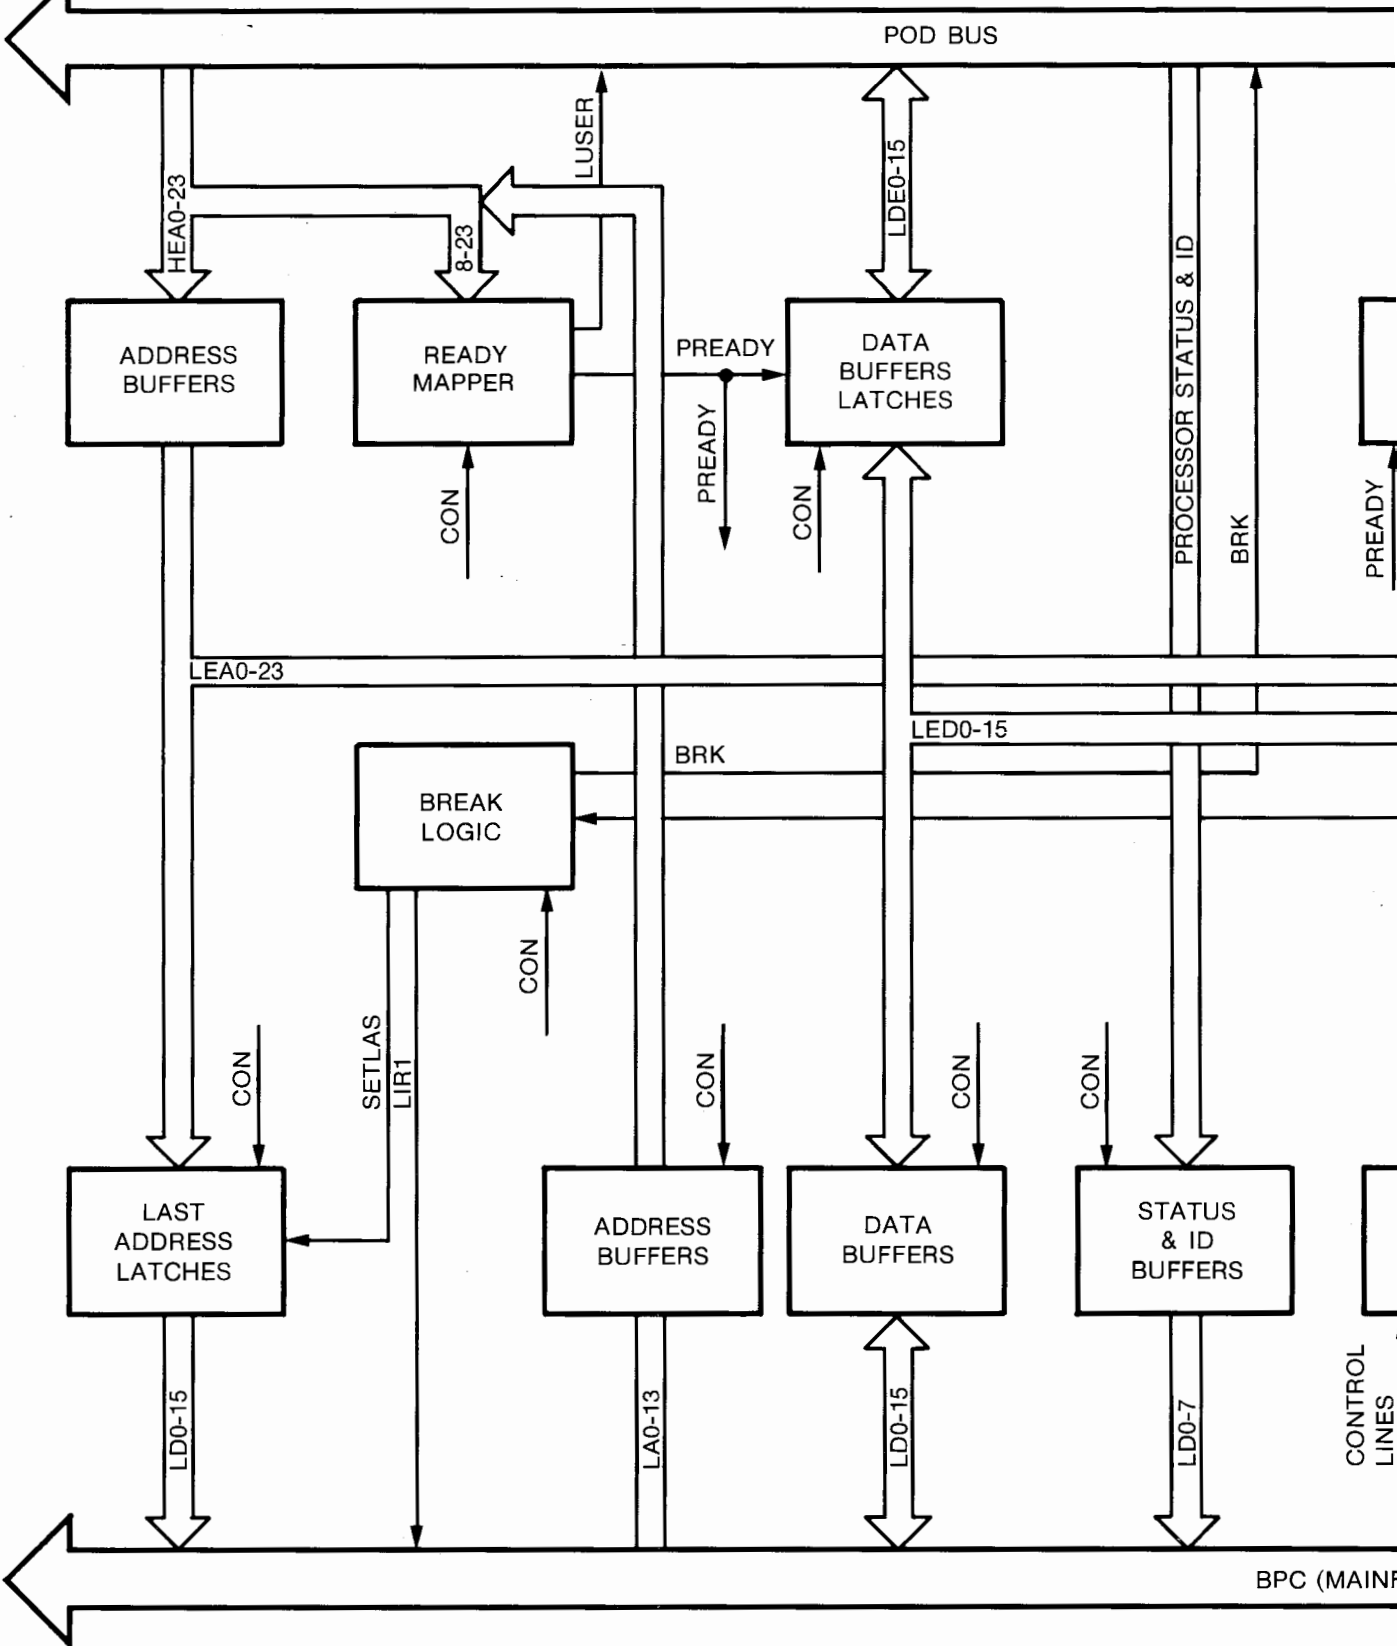 POD BUS
LUSER
HEA0-23
8-23
LDE0-15
PROCESSOR STATUS & ID
BRK
ADDRESS
BUFFERS
READY
MAPPER
PREADY
PREADY
DATA
BUFFERS
LATCHES
CON
CON
PREADY
LEA0-23
LED0-15
BRK
BREAK
LOGIC
CON
SETLAS
LIR1
CON
CON
CON
CON
LAST
ADDRESS
LATCHES
ADDRESS
BUFFERS
DATA
BUFFERS
STATUS
& ID
BUFFERS
LD0-15
LA0-13
LD0-15
LD0-7
CONTROL
LINES
BPC (MAINF